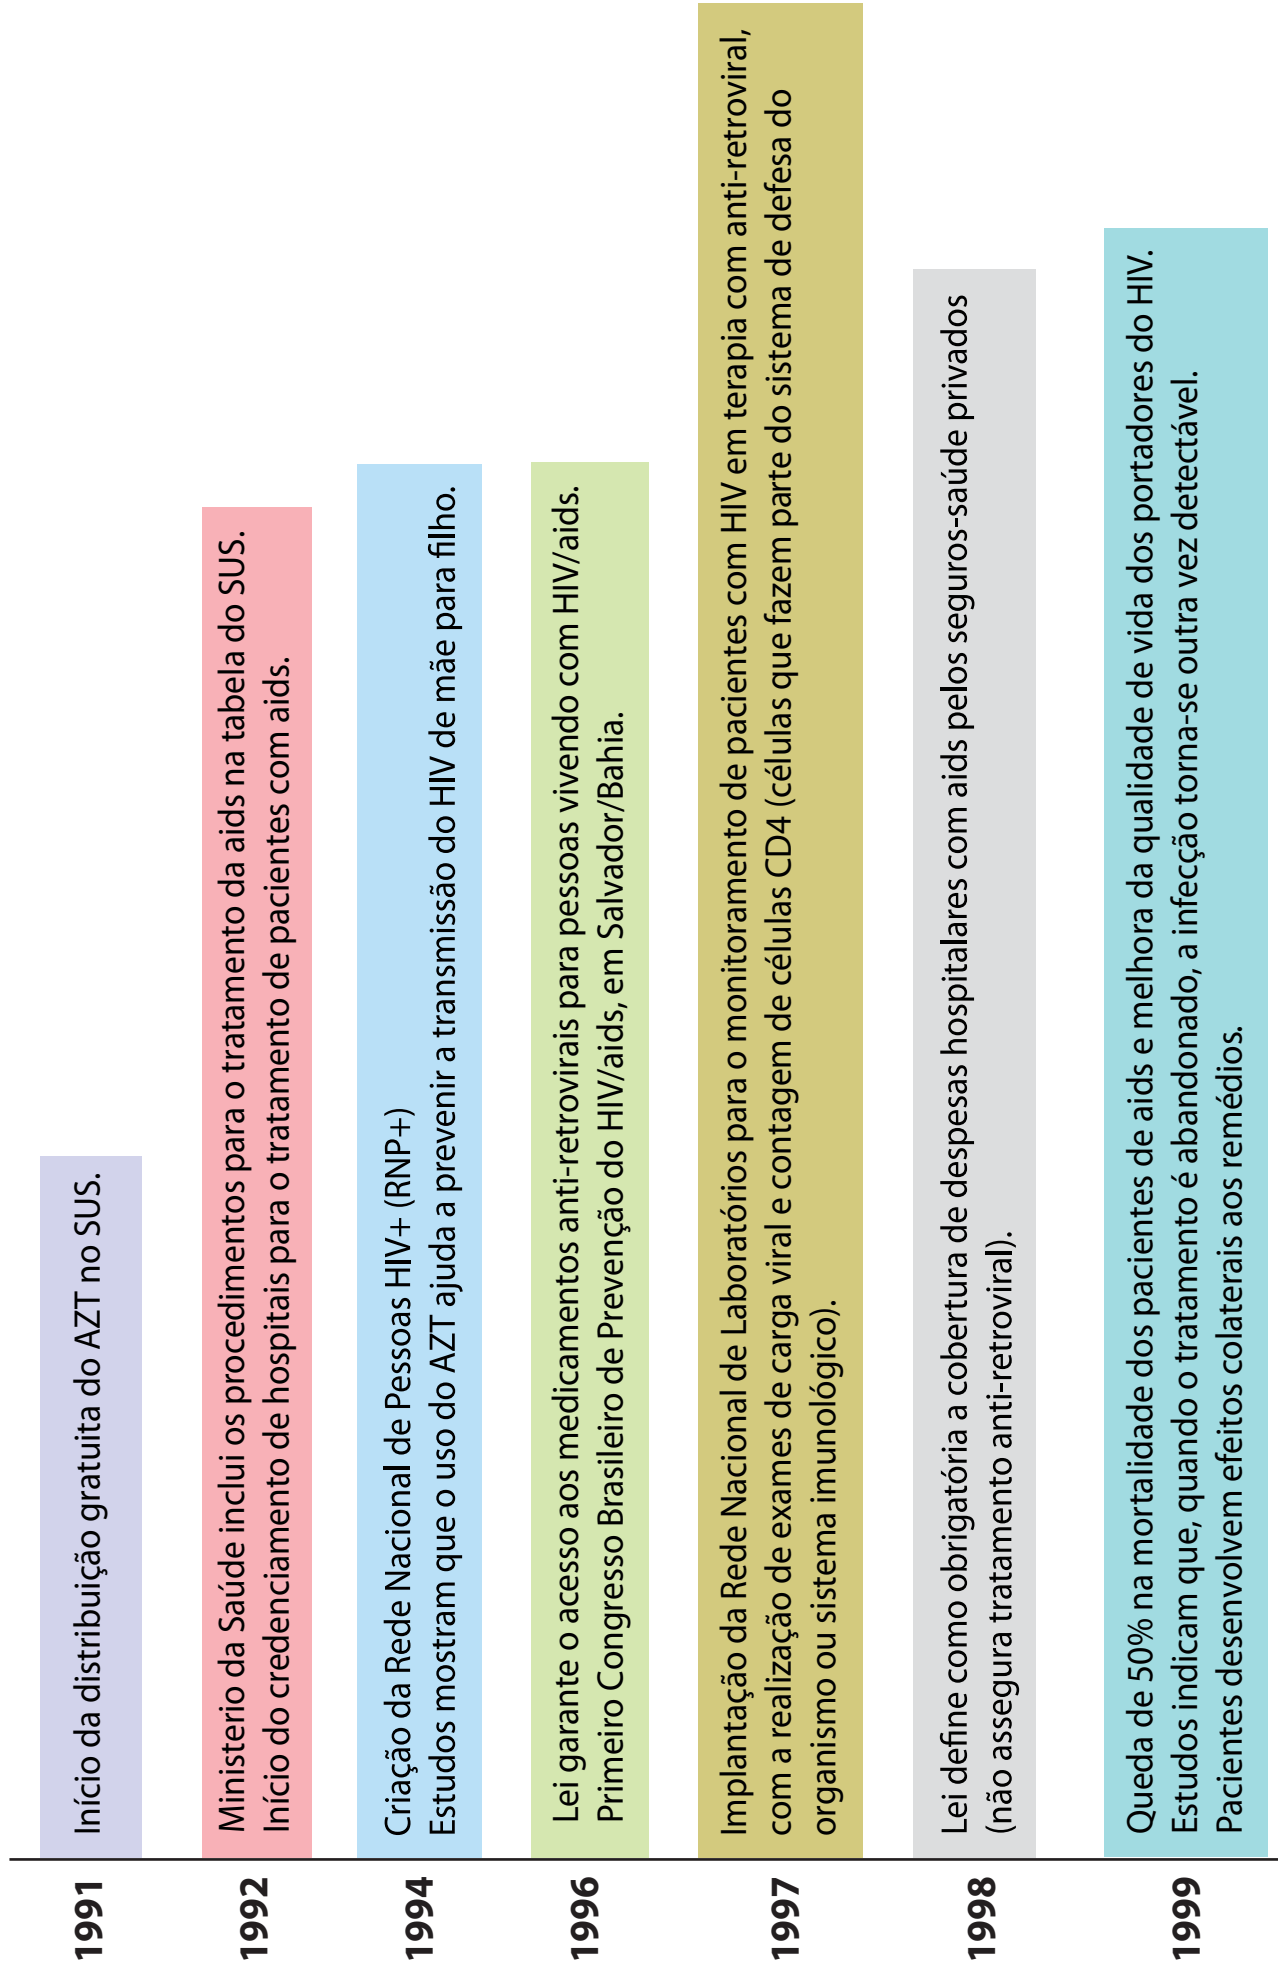 1991
Início da distribuição gratuita do AZT no SUS.
1992
Ministerio da Saúde inclui os procedimentos para o tratamento da aids na tabela do SUS.
Início do credenciamento de hospitais para o tratamento de pacientes com aids.
1994
Criação da Rede Nacional de Pessoas HIV+ (RNP+)
Estudos mostram que o uso do AZT ajuda a prevenir a transmissão do HIV de mãe para filho.
1996
Lei garante o acesso aos medicamentos anti-retrovirais para pessoas vivendo com HIV/aids.
Primeiro Congresso Brasileiro de Prevenção do HIV/aids, em Salvador/Bahia.
1997
Implantação da Rede Nacional de Laboratórios para o monitoramento de pacientes com HIV em terapia com anti-retroviral,
com a realização de exames de carga viral e contagem de células CD4 (células que fazem parte do sistema de defesa do
organismo ou sistema imunológico).
1998
Lei define como obrigatória a cobertura de despesas hospitalares com aids pelos seguros-saúde privados
(não assegura tratamento anti-retroviral).
1999
Queda de 50% na mortalidade dos pacientes de aids e melhora da qualidade de vida dos portadores do HIV.
Estudos indicam que, quando o tratamento é abandonado, a infecção torna-se outra vez detectável.
Pacientes desenvolvem efeitos colaterais aos remédios.